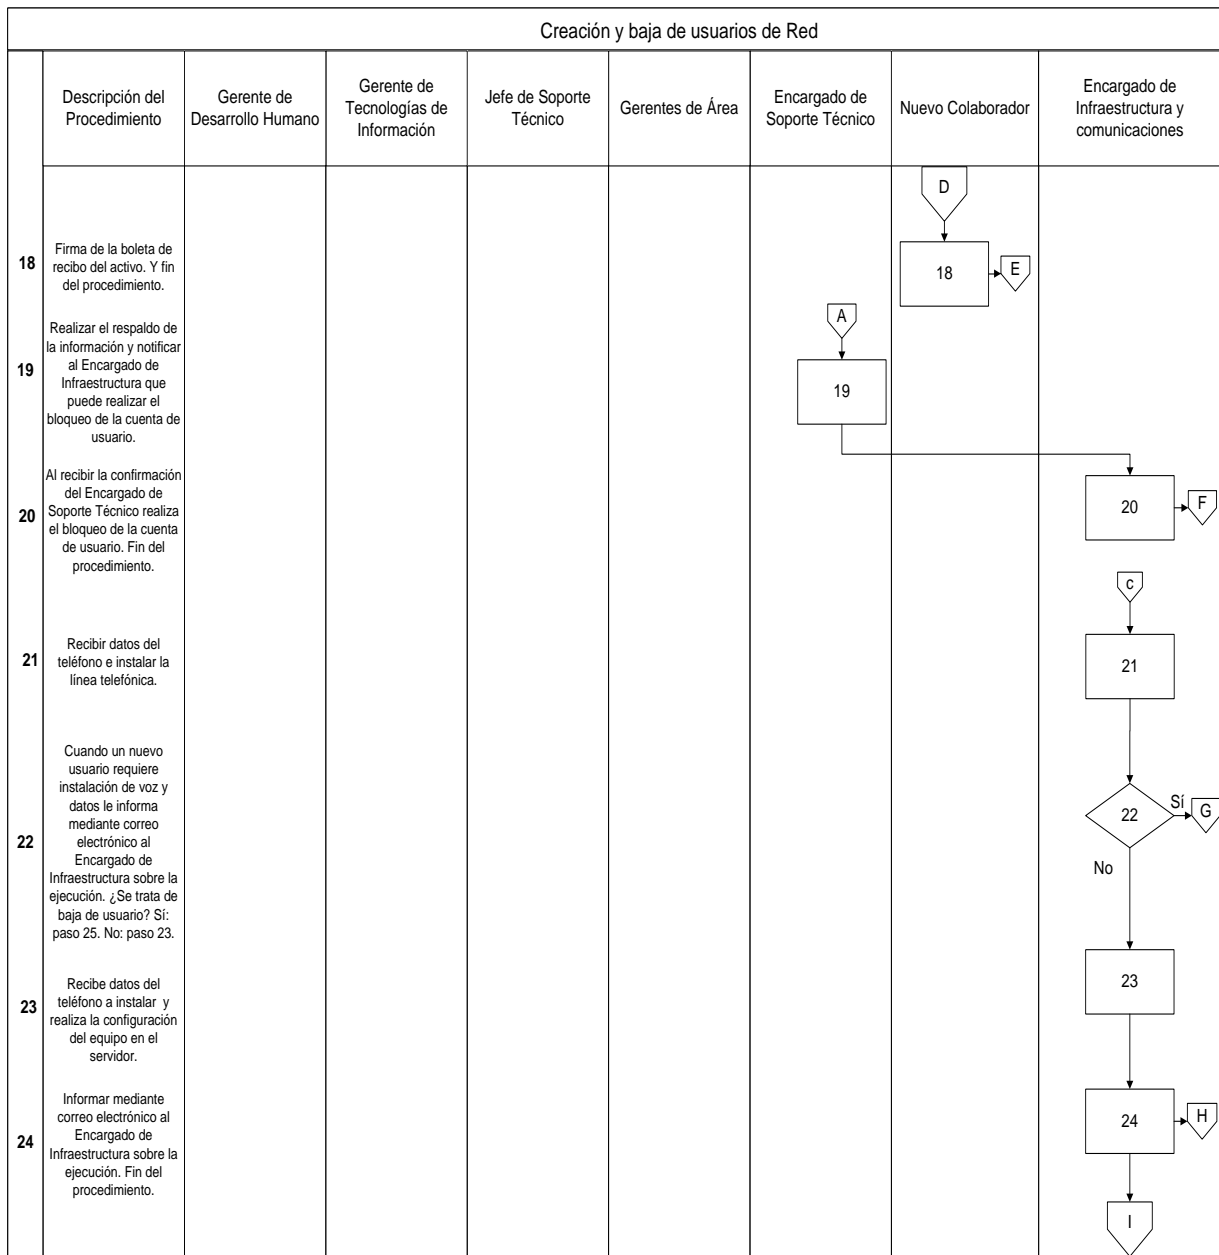 Creación y baja de usuarios de Red
Descripción del
Procedimiento
Gerente de
Desarrollo Humano
Gerente de
Tecnologías de
Información
Jefe de Soporte
Técnico
Gerentes de Área
Encargado de
Soporte Técnico
Nuevo Colaborador
Encargado de
Infraestructura y
comunicaciones
D
18
Firma de la boleta de
recibo del activo. Y fin
del procedimiento.
18
E
19
Realizar el respaldo de
la información y notificar
al Encargado de
Infraestructura que
puede realizar el
bloqueo de la cuenta de
usuario.
A
19
20
Al recibir la confirmación
del Encargado de
Soporte Técnico realiza
el bloqueo de la cuenta
de usuario. Fin del
procedimiento.
20
F
c
21
Recibir datos del
teléfono e instalar la
línea telefónica.
21
22
Cuando un nuevo
usuario requiere
instalación de voz y
datos le informa
mediante correo
electrónico al
Encargado de
Infraestructura sobre la
ejecución. ¿Se trata de
baja de usuario? Sí:
paso 25. No: paso 23.
22
Sí
G
No
23
Recibe datos del
teléfono a instalar y
realiza la configuración
del equipo en el
servidor.
23
24
Informar mediante
correo electrónico al
Encargado de
Infraestructura sobre la
ejecución. Fin del
procedimiento.
24
H
I